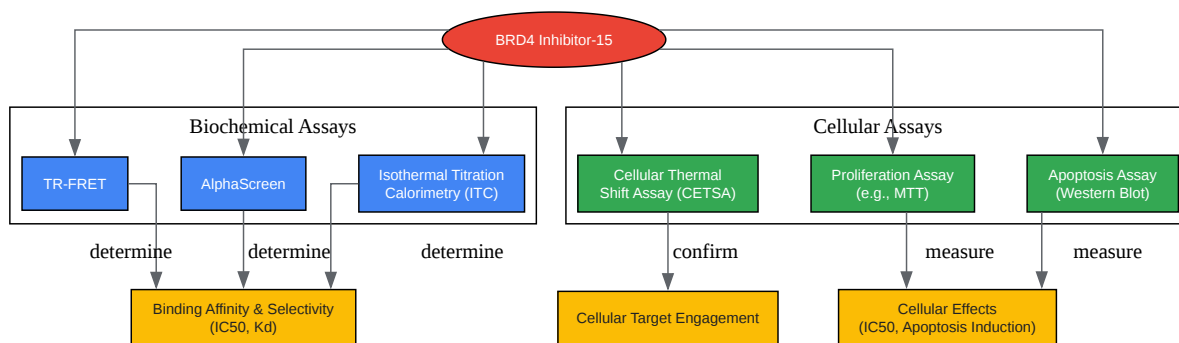 BRD4 Inhibitor-15
Biochemical Assays
Cellular Assays
TR-FRET
AlphaScreen
Isothermal Titration
Calorimetry (ITC)
Cellular Thermal
Shift Assay (CETSA)
Proliferation Assay
(e.g., MTT)
Apoptosis Assay
(Western Blot)
determine
determine
determine
confirm
measure
measure
Binding Affinity & Selectivity
(IC50, Kd)
Cellular Target Engagement
Cellular Effects
(IC50, Apoptosis Induction)